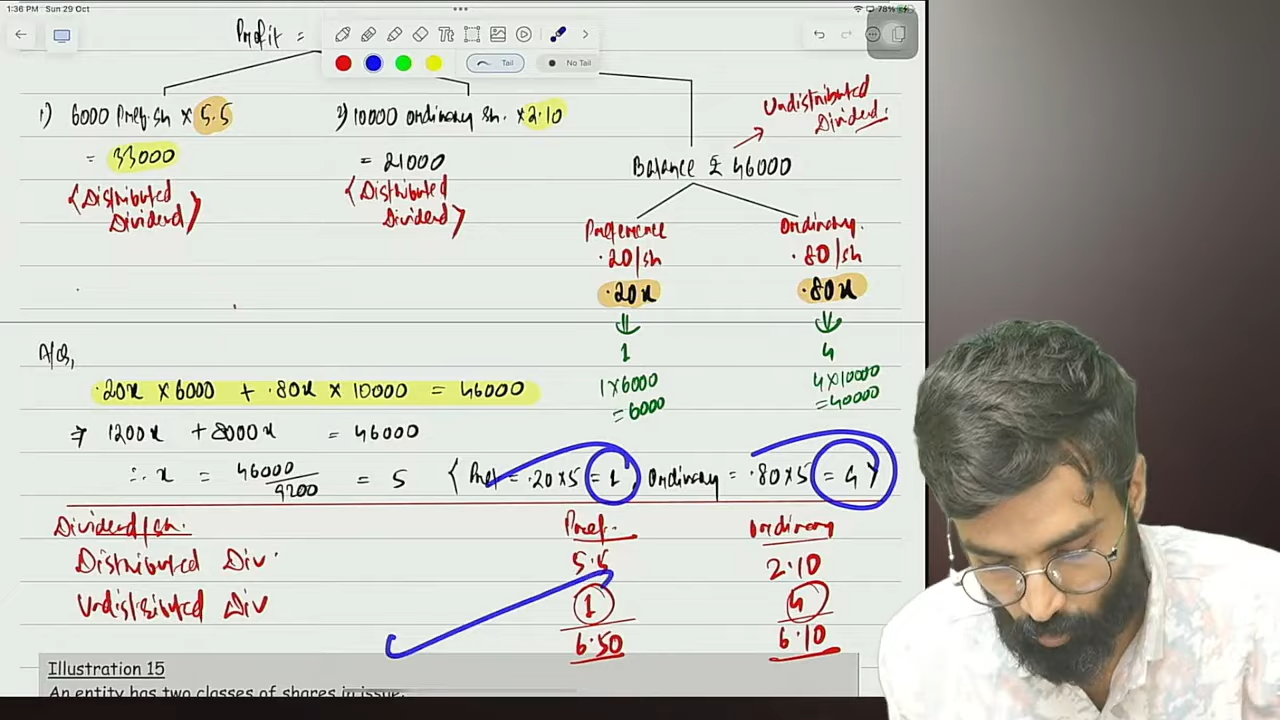 1:36 PM Sun 29 Oct
78%
Profit =
Tt
Tail
No Tail
Undistributed
Dividend.
1) 6000 Pref. sh × 5.5
= 33000
(Distributed
Dividend)
2) 10000 ordinary sh. × 2.10
= 21000
(Distributed
Dividend)
Balance £ 46000
Preference
.20/sh
.20x
1
1×6000
= 6000
Ordinary.
.80/sh
.80x
4
4×10000
=40000
A/Q,
.20x × 6000 + .80x × 10000 = 46000
⇒ 1200x + 8000x = 46000
∴ x = 46000/9200 = 5 (Pref = .20×5 = 1, Ordinary = .80×5 = 4)
Dividend/sh. Pref. Ordinary
Distributed Div. 5.5 2.10
Undistributed Div 1 4
6.50 6.10
Illustration 15
An entity has two classes of shares in issue.